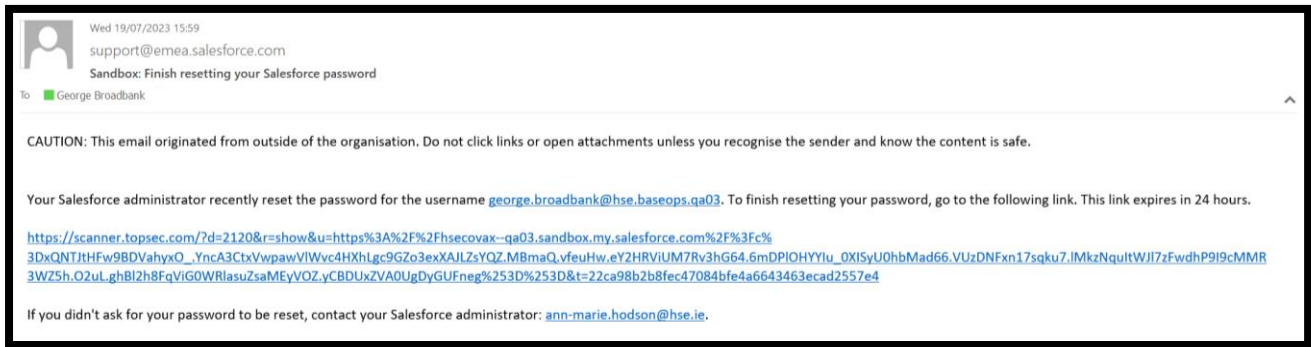 Wed 19/07/2023 15:59
support@emea.salesforce.com
Sandbox: Finish resetting your Salesforce password
To George Broadbank
CAUTION: This email originated from outside of the organisation. Do not click links or open attachments unless you recognise the sender and know the content is safe.
Your Salesforce administrator recently reset the password for the username george.broadbank@hse.baseops.qa03. To finish resetting your password, go to the following link. This link expires in 24 hours.
https://scanner.topsec.com/?d=2120&r=show&u=https%3A%2F%2Fhsecovax--qa03.sandbox.my.salesforce.com%2F%3Fc%
3DxQNTJtHFw9BDVahyxO_.YncA3CtxVwpawVlWvc4HXhLgc9GZo3exXAJLZsYQZ.MBmaQ.vfeuHw.eY2HRViUM7Rv3hG64.6mDPlOHYYIu_0XISyU0hbMad66.VUzDNFxn17sqku7.lMkzNquItWJl7zFwdhP9I9cMMR
3WZ5h.O2uL.ghBl2h8FqViG0WRlasuZsaMEyVOZ.yCBDUxZVA0UgDyGUFneg%253D%253D&t=22ca98b2b8fec47084bfe4a6643463ecad2557e4
If you didn't ask for your password to be reset, contact your Salesforce administrator: ann-marie.hodson@hse.ie.